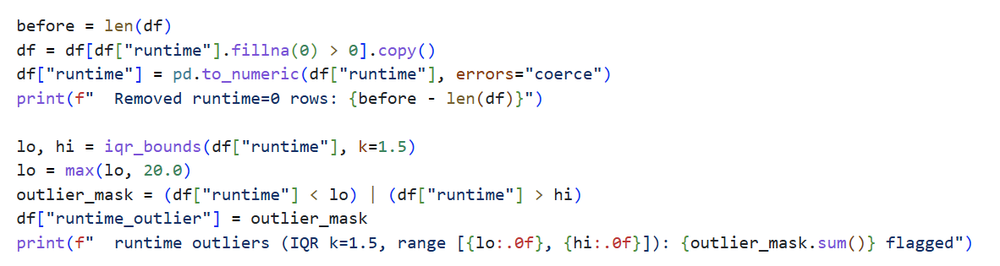 before = len(df)
df = df[df["runtime"].fillna(0) > 0].copy()
df["runtime"] = pd.to_numeric(df["runtime"], errors="coerce")
print(f"  Removed runtime=0 rows: {before - len(df)}")

lo, hi = iqr_bounds(df["runtime"], k=1.5)
lo = max(lo, 20.0)
outlier_mask = (df["runtime"] < lo) | (df["runtime"] > hi)
df["runtime_outlier"] = outlier_mask
print(f"  runtime outliers (IQR k=1.5, range [{lo:.0f}, {hi:.0f}]): {outlier_mask.sum()} flagged")